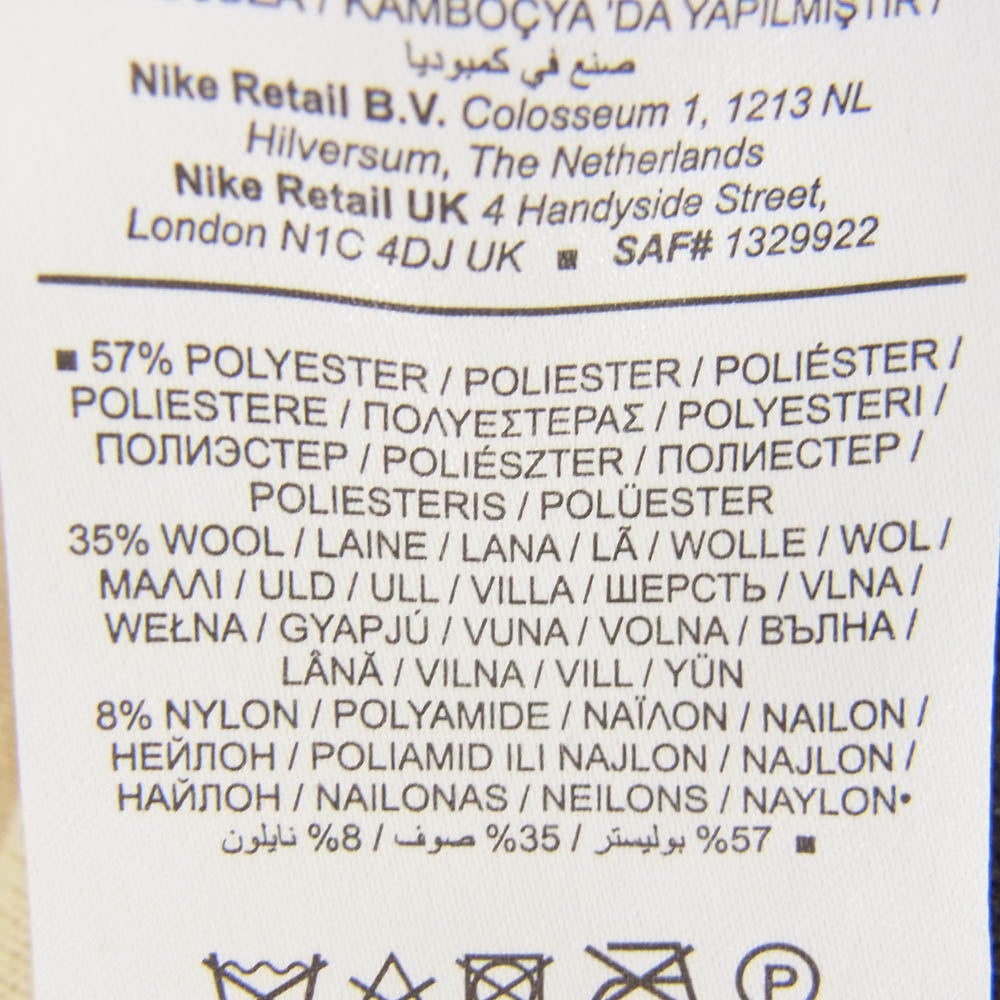 KAMBOÇYA 'DA YAPILMIŞTIR /
صنع في كمبوديا
Nike Retail B.V. Colosseum 1, 1213 NL
Hilversum, The Netherlands
Nike Retail UK 4 Handyside Street,
London N1C 4DJ UK ■ SAF# 1329922
■ 57% POLYESTER / POLIESTER / POLIÉSTER /
POLIESTERE / ΠΟΛΥΕΣΤΕΡΑΣ / POLYESTERI /
ПОЛИЭСТЕР / POLIÉSZTER / ПОЛИЕСТЕР /
POLIESTERIS / POLÜESTER
35% WOOL / LAINE / LANA / LÃ / WOLLE / WOL /
ΜΑΛΛΙ / ULD / ULL / VILLA / ШЕРСТЬ / VLNA /
WEŁNA / GYAPJÚ / VUNA / VOLNA / ВЪЛНА /
LÂNĂ / VILNA / VILL / YÜN
8% NYLON / POLYAMIDE / ΝΑΪΛΟΝ / NAILON /
НЕЙЛОН / POLIAMID ILI NAJLON / NAJLON /
НАЙЛОН / NAILONAS / NEILONS / NAYLON•
■ 57% بوليستر / 35% صوف / 8% نايلون
P